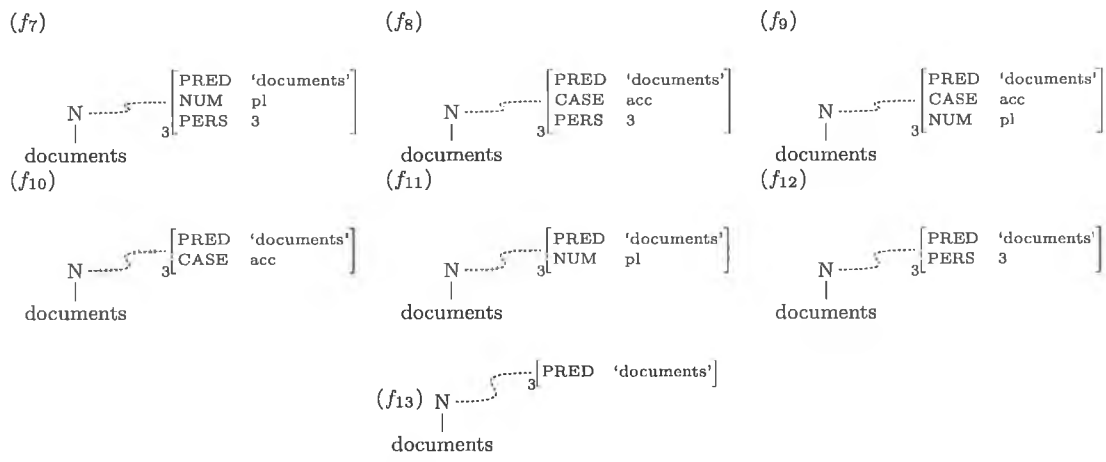 (f7) (f8) (f9)
PRED 'documents' PRED 'documents' PRED 'documents'
N NUM pl N CASE acc N CASE acc
3 PERS 3 3 PERS 3 3 NUM pl
documents documents documents
(f10) (f11) (f12)
PRED 'documents' PRED 'documents' PRED 'documents'
N 3 CASE acc N 3 NUM pl N 3 PERS 3
documents documents documents
3 PRED 'documents'
(f13) N
documents